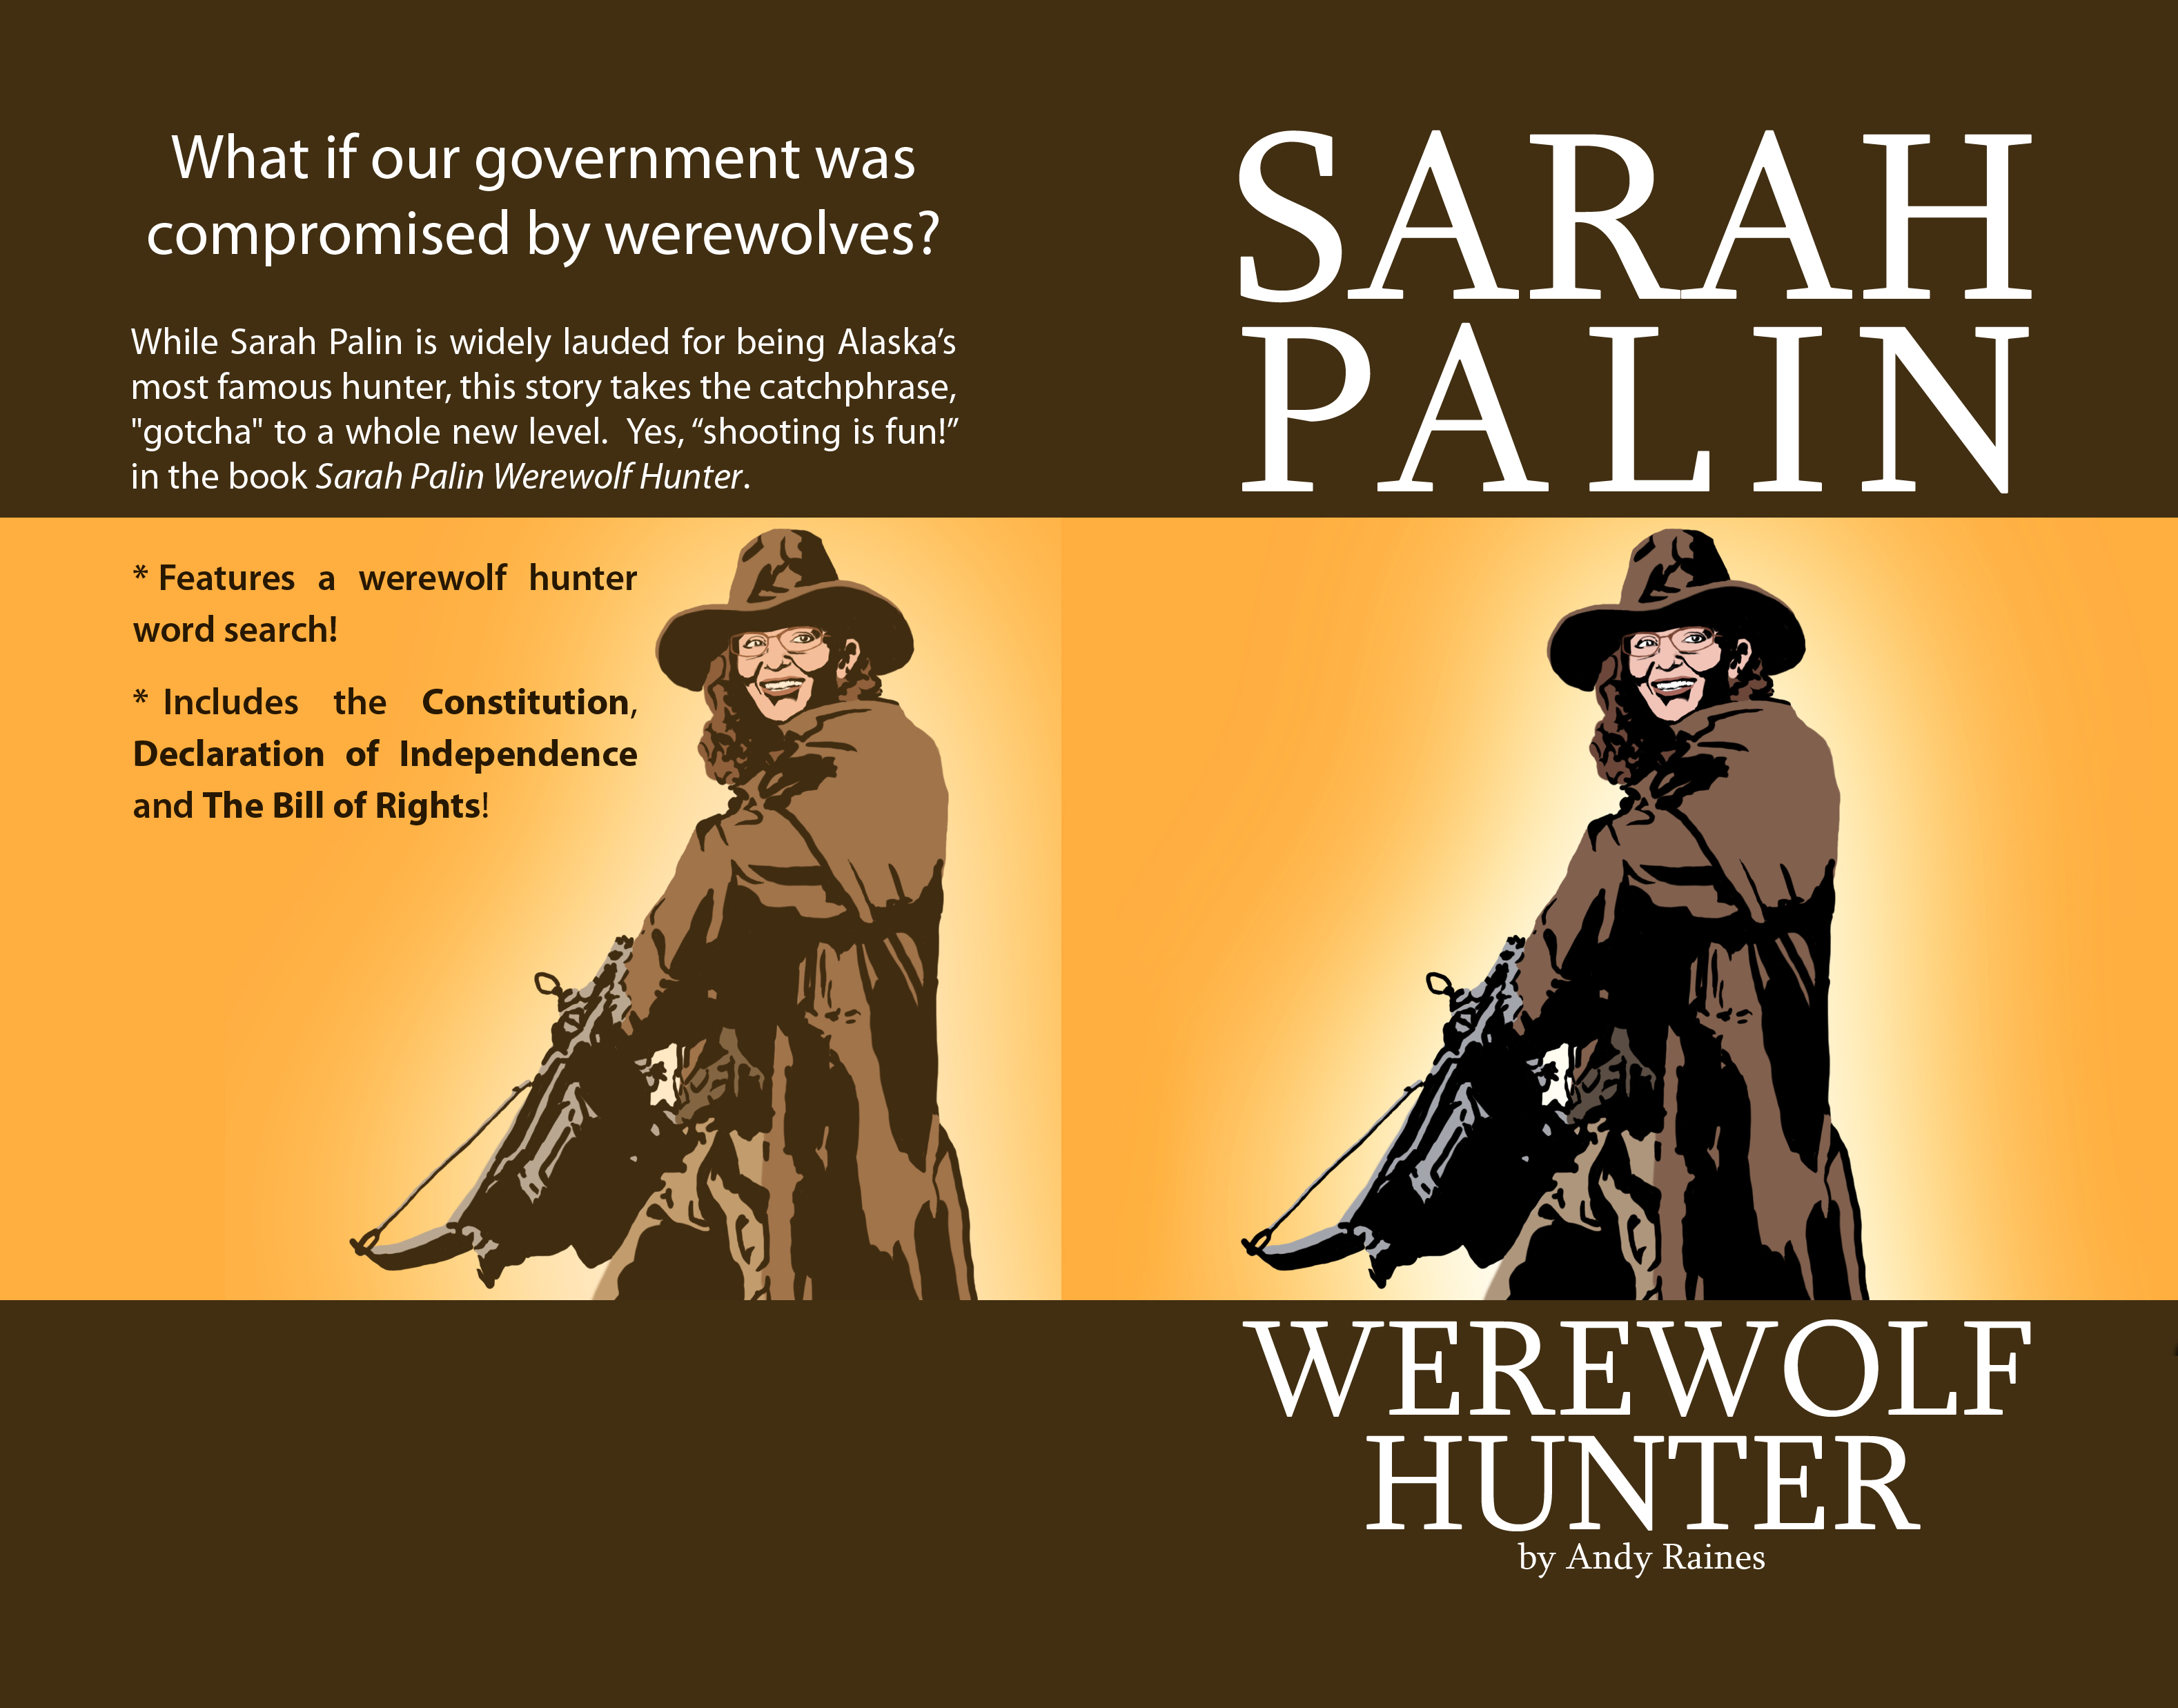 What if our government was
compromised by werewolves?
While Sarah Palin is widely lauded for being Alaska’s
most famous hunter, this story takes the catchphrase,
"gotcha" to a whole new level.  Yes, “shooting is fun!”
in the book Sarah Palin Werewolf Hunter.
* Features a werewolf hunter
word search!
* Includes the Constitution,
Declaration of Independence
and The Bill of Rights!
SARAH
PALIN
WEREWOLF
HUNTER
by Andy Raines